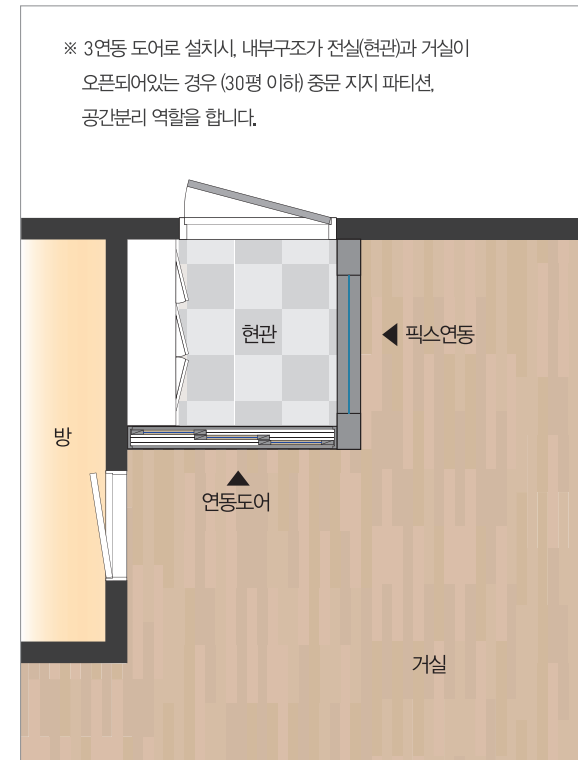 ※ 3연동 도어로 설치시, 내부구조가 전실(현관)과 거실이
오픈되어있는 경우 (30평 이하) 중문 지지 파티션,
공간분리 역할을 합니다.
현관
픽스연동
방
연동도어
거실